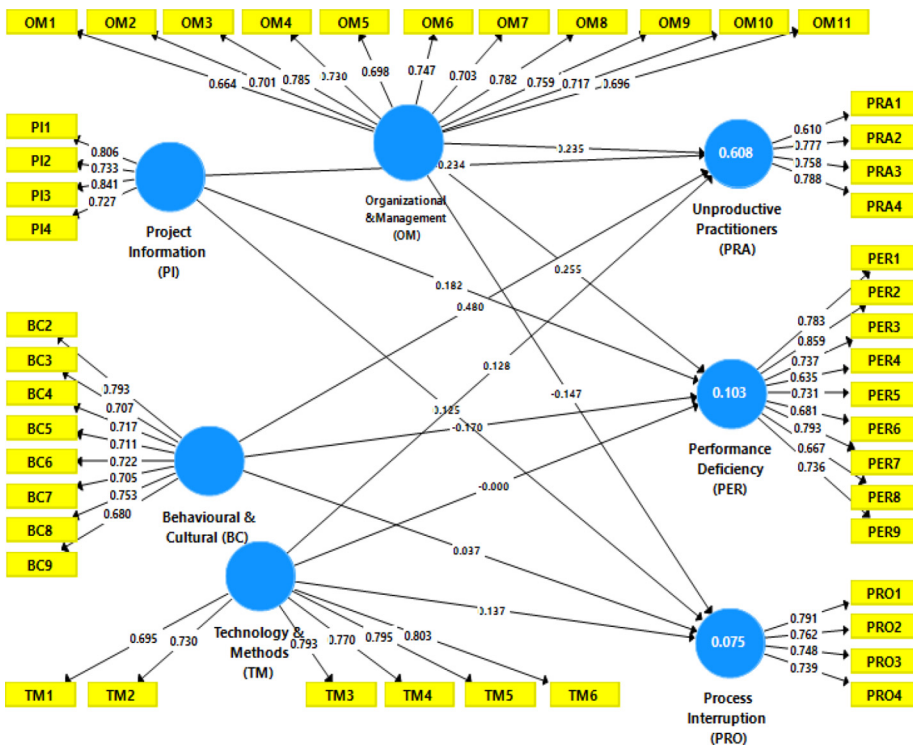 OM1 OM2 OM3 OM4 OM5 OM6 OM7 OM8 OM9 OM10 OM11
0.664 0.701 0.785 0.730 0.698 0.747 0.703 0.782 0.759 0.717 0.696
PI1
PI2
PI3
PI4
0.806
0.733
0.841
0.727
Project
Information
(PI)
Organizational
&Management
(OM)
0.235
0.234
0.608
Unproductive
Practitioners
(PRA)
0.610
0.777
0.758
0.788
PRA1
PRA2
PRA3
PRA4
0.255
0.182
0.480
0.128
-0.147
0.125
-0.170
-0.000
0.037
0.137
BC2
BC3
BC4
BC5
BC6
BC7
BC8
BC9
0.793
0.707
0.717
0.711
0.722
0.705
0.753
0.680
Behavioural &
Cultural (BC)
0.103
Performance
Deficiency
(PER)
0.783
0.859
0.737
0.635
0.731
0.681
0.793
0.667
0.736
PER1
PER2
PER3
PER4
PER5
PER6
PER7
PER8
PER9
Technology &
Methods
(TM)
0.695 0.730 0.793 0.770 0.795 0.803
TM1 TM2 TM3 TM4 TM5 TM6
0.075
Process
Interruption
(PRO)
0.791
0.762
0.748
0.739
PRO1
PRO2
PRO3
PRO4